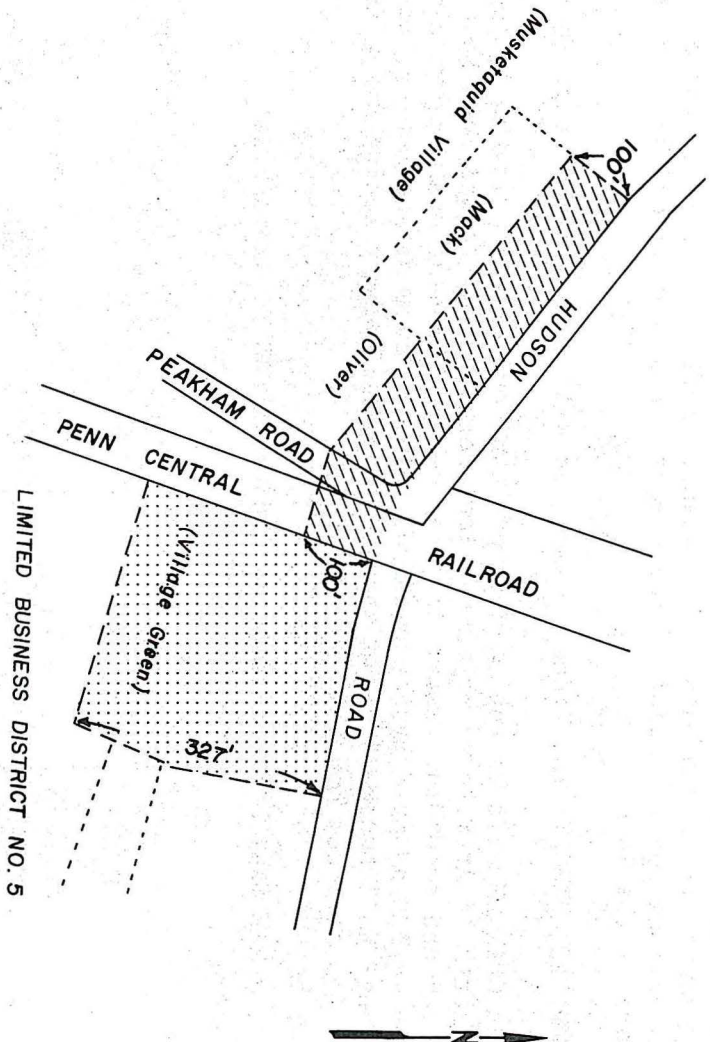 (Musketaquid
Village)
(Mack)
(Oliver)
100'
HUDSON
PEAKHAM ROAD
PENN CENTRAL
RAILROAD
100'
(Village Green)
ROAD
327'
LIMITED BUSINESS DISTRICT NO. 5
N